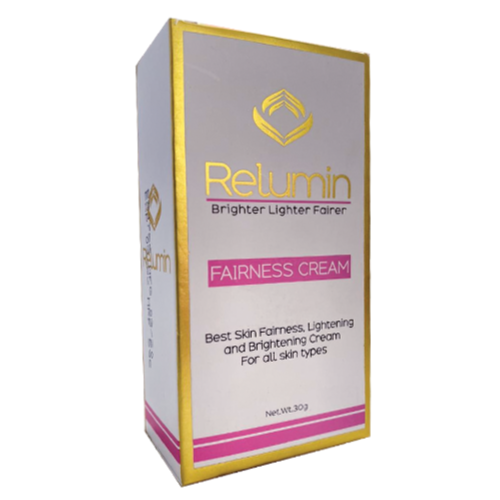 Relumin
Brighter Lighter Fairer
FAIRNESS CREAM
Best Skin Fairness, Lightening
and Brightening Cream
For all skin types
Net.Wt.30g
Relumin